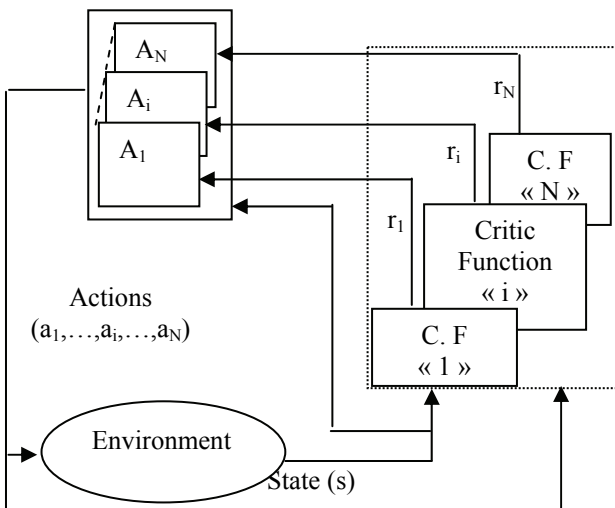 A_N
A_i
A_1
r_N
r_i
r_1
C. F
« N »
Critic
Function
« i »
C. F
« 1 »
Actions
(a_1,…,a_i,…,a_N)
Environment
State (s)